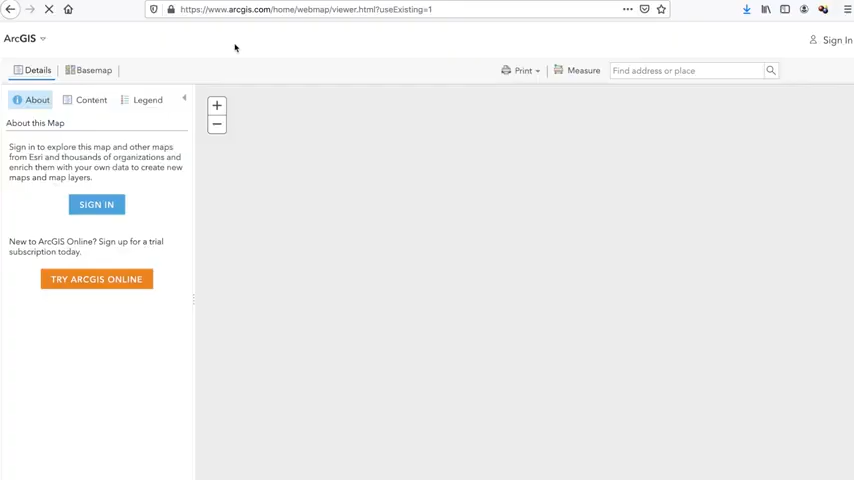 https://www.arcgis.com/home/webmap/viewer.html?useExisting=1
ArcGIS
Sign In
Details
Basemap
Print
Measure
Find address or place
About
Content
Legend
About this Map
Sign in to explore this map and other maps
from Esri and thousands of organizations and
enrich them with your own data to create new
maps and map layers.
SIGN IN
New to ArcGIS Online? Sign up for a trial
subscription today.
TRY ARCGIS ONLINE